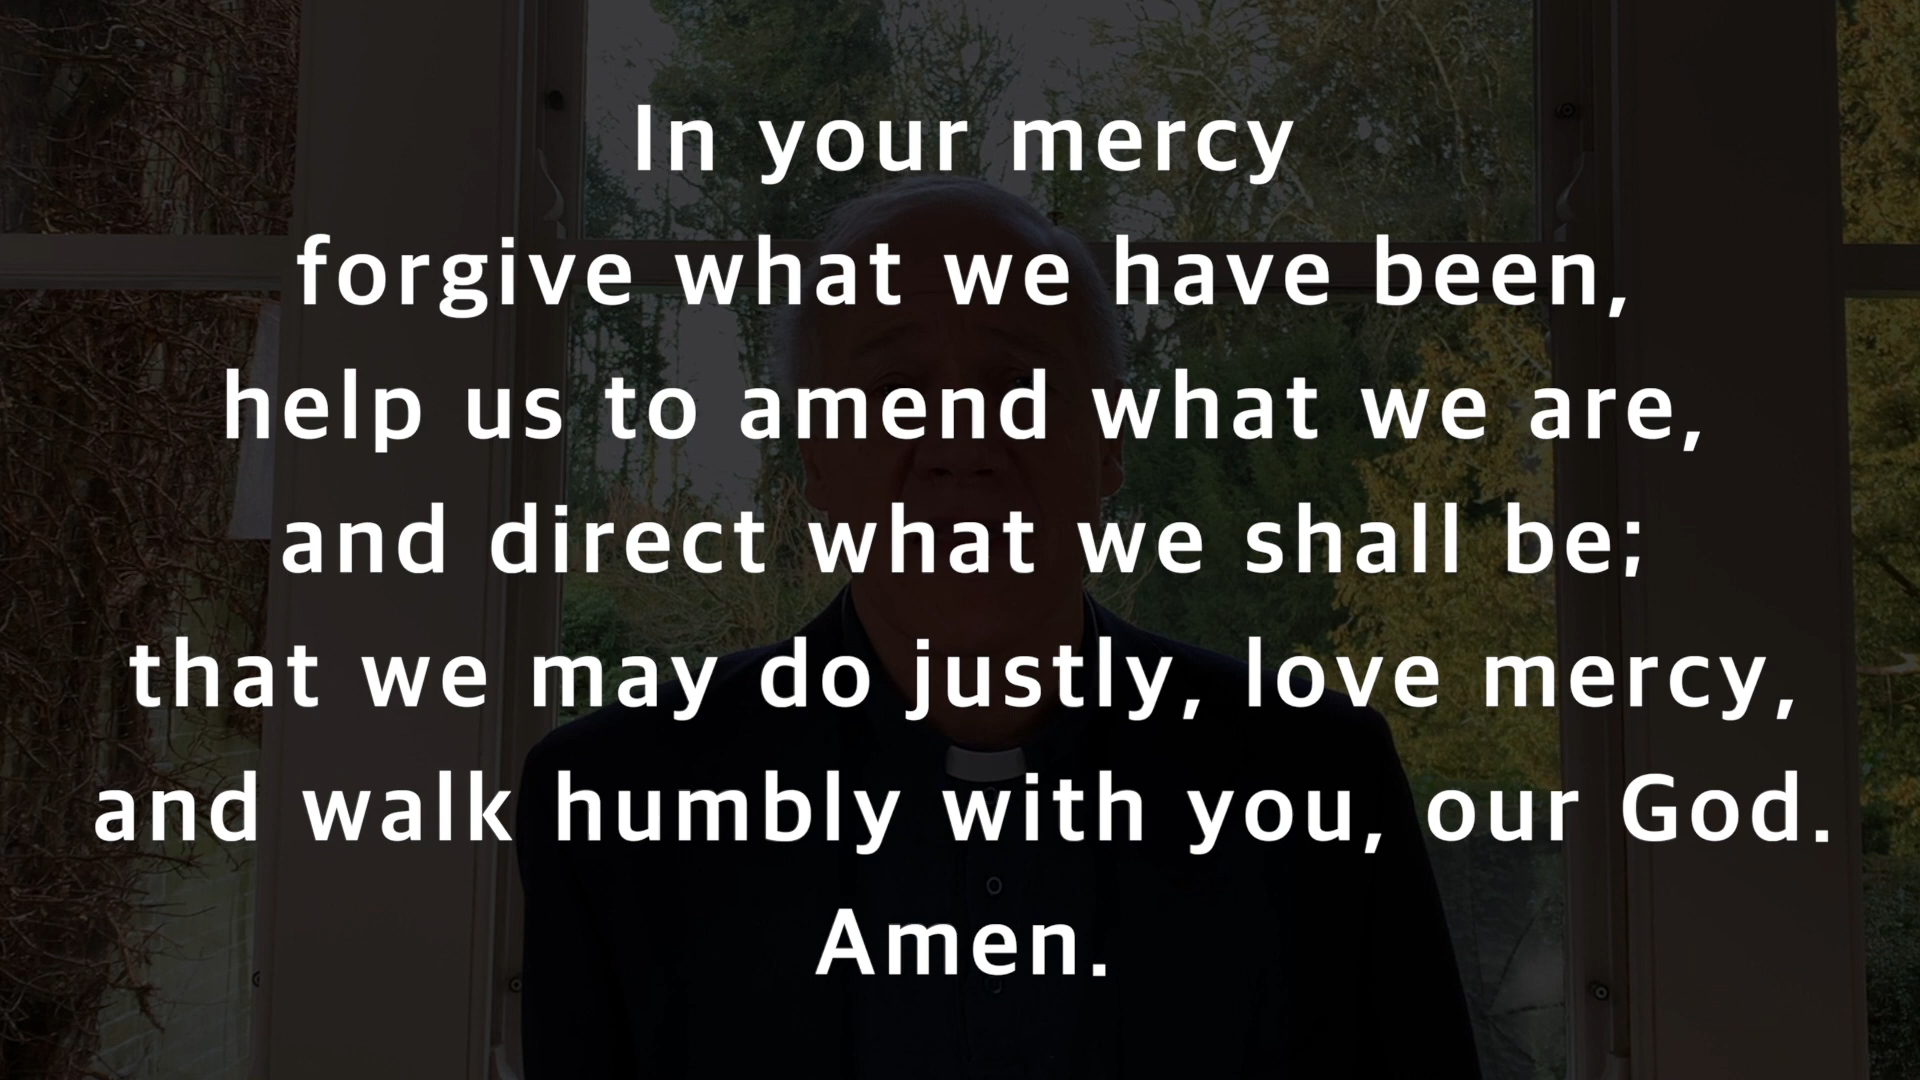 In your mercy
forgive what we have been,
help us to amend what we are,
and direct what we shall be;
that we may do justly, love mercy,
and walk humbly with you, our God.
Amen.